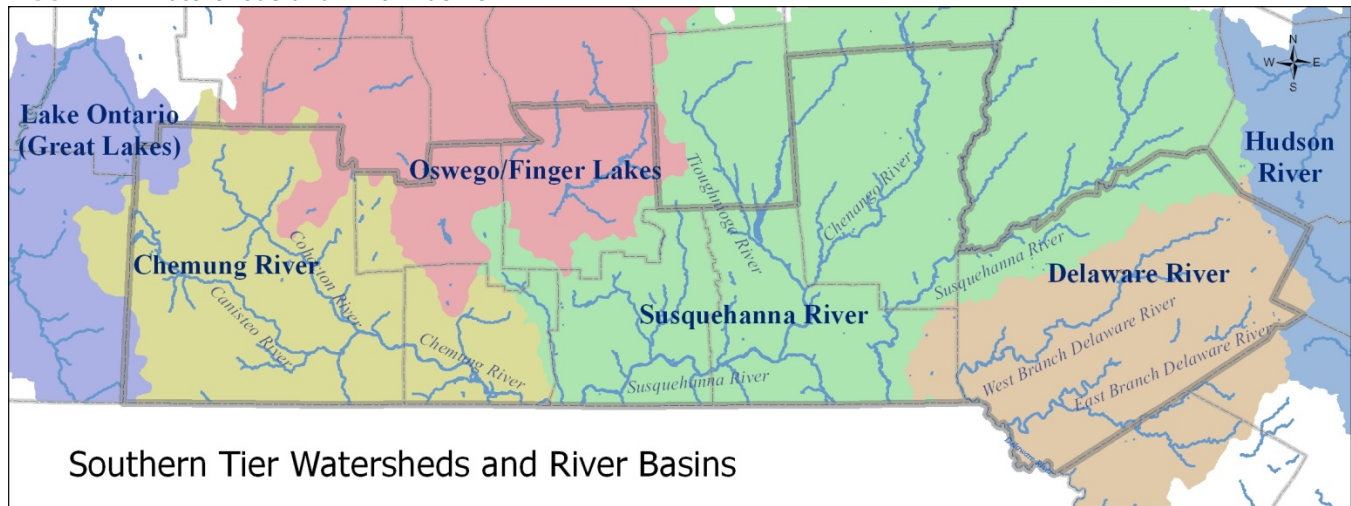 Lake Ontario
(Great Lakes)
Oswego/Finger Lakes
Hudson
River
N
W E
S
Tioughnioga River
Chenango River
Chemung River
Cohocton River
Canisteo River
Chemung River
Susquehanna River
Susquehanna River
Susquehanna River
Delaware River
West Branch Delaware River
East Branch Delaware River
Delaware River
Southern Tier Watersheds and River Basins